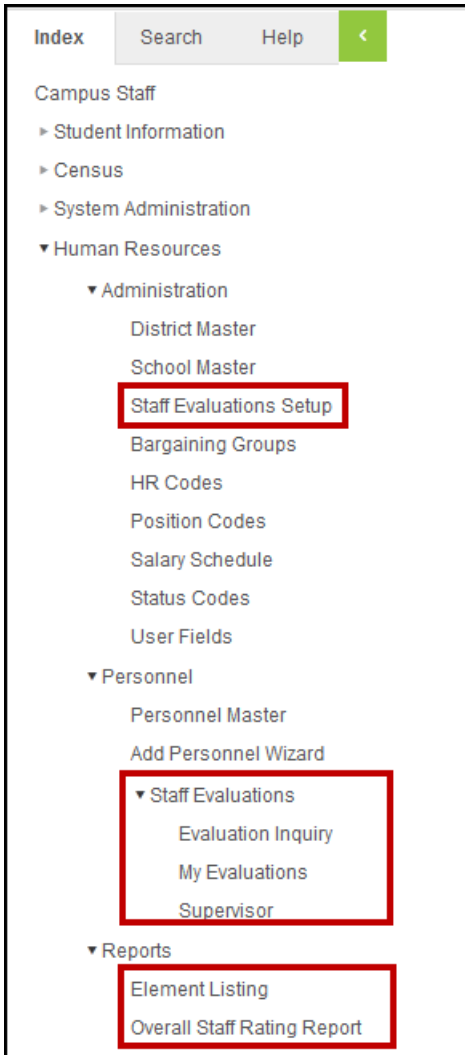 Index Search Help
Campus Staff
Student Information
Census
System Administration
Human Resources
Administration
District Master
School Master
Staff Evaluations Setup
Bargaining Groups
HR Codes
Position Codes
Salary Schedule
Status Codes
User Fields
Personnel
Personnel Master
Add Personnel Wizard
Staff Evaluations
Evaluation Inquiry
My Evaluations
Supervisor
Reports
Element Listing
Overall Staff Rating Report